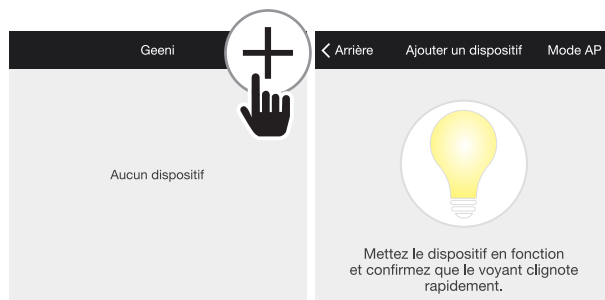 Geeni
Aucun dispositif
Arrière Ajouter un dispositif Mode AP
Mettez le dispositif en fonction
et confirmez que le voyant clignote
rapidement.